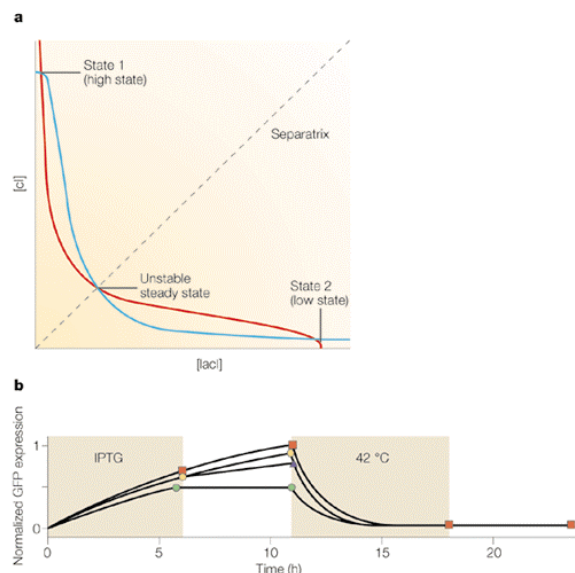 a
State 1
(high state)
Separatrix
[cI]
Unstable
steady state
State 2
(low state)
[lacI]
b
Normalized GFP expression
1
0
IPTG
42 °C
0
5
10
15
20
Time (h)